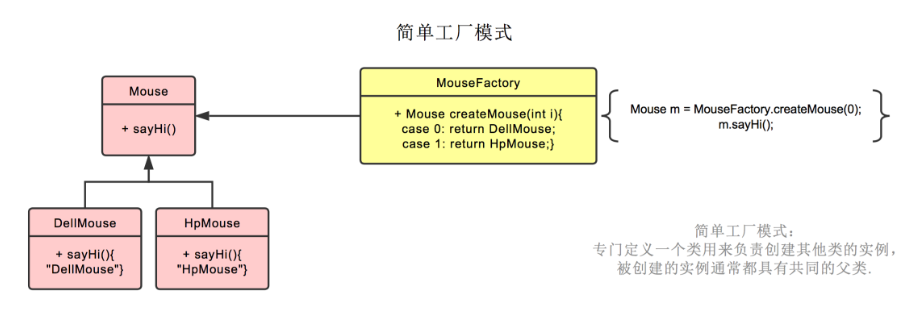 简单工厂模式
Mouse
+ sayHi()
MouseFactory
+ Mouse createMouse(int i){
case 0: return DellMouse;
case 1: return HpMouse;}
Mouse m = MouseFactory.createMouse(0);
m.sayHi();
DellMouse
+ sayHi(){
"DellMouse"}
HpMouse
+ sayHi(){
"HpMouse"}
简单工厂模式：
专门定义一个类用来负责创建其他类的实例，
被创建的实例通常都具有共同的父类.